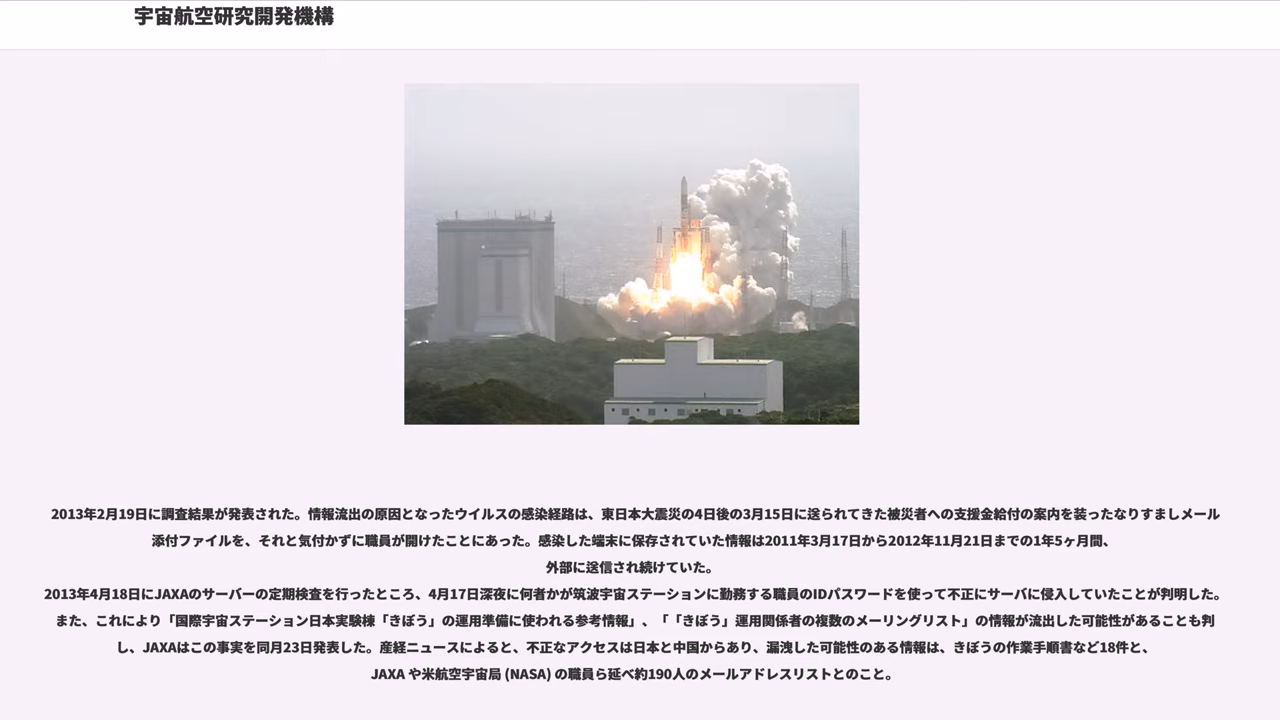 宇宙航空研究開発機構
2013年2月19日に調査結果が発表された。情報流出の原因となったウイルスの感染経路は、東日本大震災の4日後の3月15日に送られてきた被災者への支援金給付の案内を装ったなりすましメール
添付ファイルを、それと気付かずに職員が開けたことにあった。感染した端末に保存されていた情報は2011年3月17日から2012年11月21日までの1年5ヶ月間、
外部に送信され続けていた。
2013年4月18日にJAXAのサーバーの定期検査を行ったところ、4月17日深夜に何者かが筑波宇宙ステーションに勤務する職員のIDパスワードを使って不正にサーバに侵入していたことが判明した。
また、これにより「国際宇宙ステーション日本実験棟「きぼう」の運用準備に使われる参考情報」、「「きぼう」運用関係者の複数のメーリングリスト」の情報が流出した可能性があることも判
し、JAXAはこの事実を同月23日発表した。産経ニュースによると、不正なアクセスは日本と中国からあり、漏洩した可能性のある情報は、きぼうの作業手順書など18件と、
JAXA や米航空宇宙局 (NASA) の職員ら延べ約190人のメールアドレスリストとのこと。